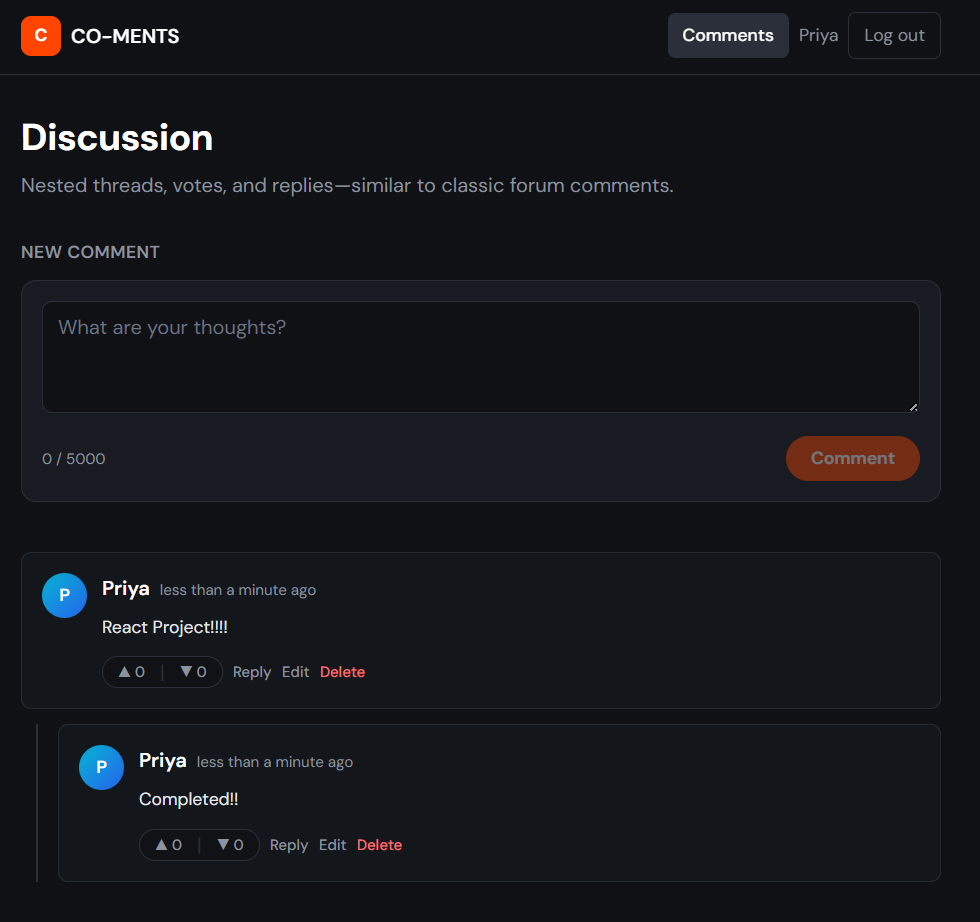 C CO-MENTS Comments Priya Log out
Discussion
Nested threads, votes, and replies—similar to classic forum comments.
NEW COMMENT
What are your thoughts?
0 / 5000 Comment
P Priya less than a minute ago
React Project!!!!
▲ 0 | ▼ 0 Reply Edit Delete
P Priya less than a minute ago
Completed!!
▲ 0 | ▼ 0 Reply Edit Delete